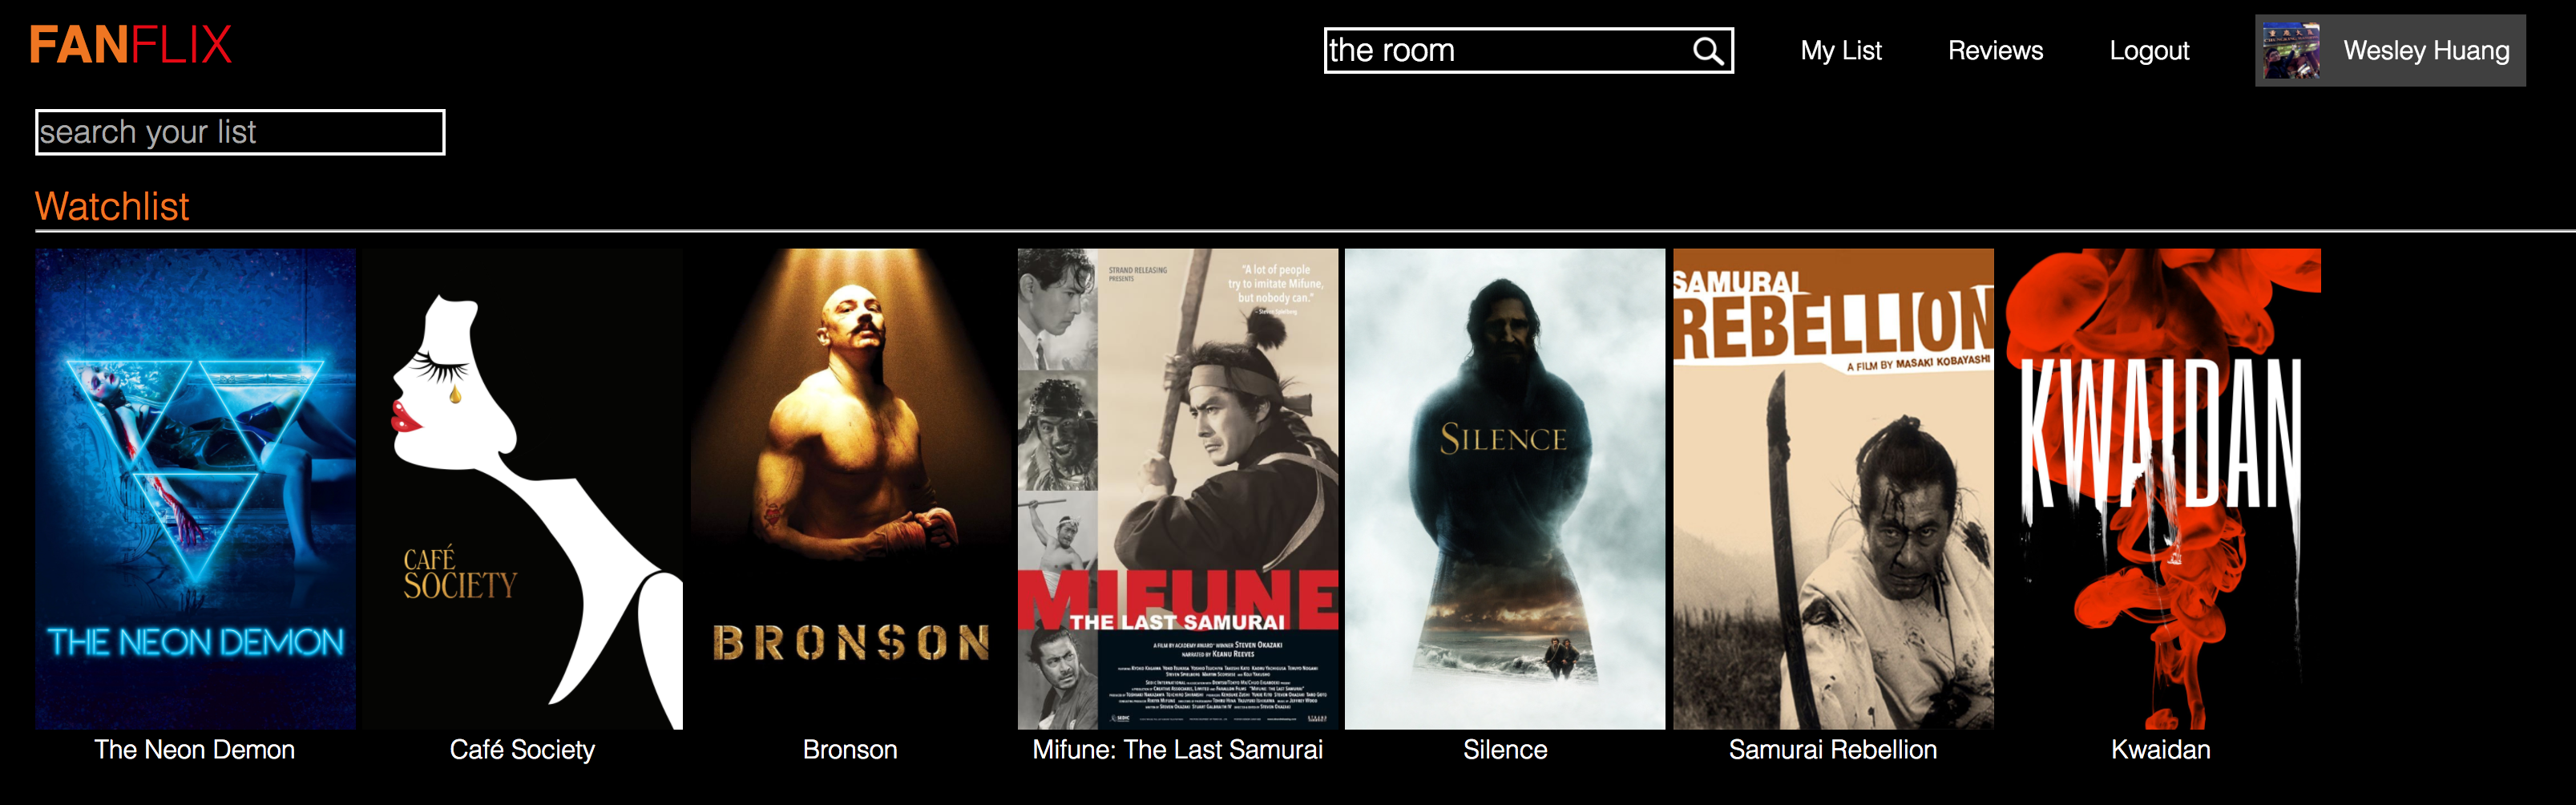 FANFLIX
the room
My List
Reviews
Logout
Wesley Huang
search your list
Watchlist
THE NEON DEMON
CAFÉ
SOCIETY
BRONSON
STRAND RELEASING
PRESENTS
"A lot of people
try to imitate Mifune,
but nobody can."
- Steven Spielberg
MIFUNE
THE LAST SAMURAI
A FILM BY ACADEMY AWARD® WINNER STEVEN OKAZAKI
NARRATED BY KEANU REEVES
SILENCE
SAMURAI
REBELLION
A FILM BY MASAKI KOBAYASHI
KWAIDAN
The Neon Demon
Café Society
Bronson
Mifune: The Last Samurai
Silence
Samurai Rebellion
Kwaidan